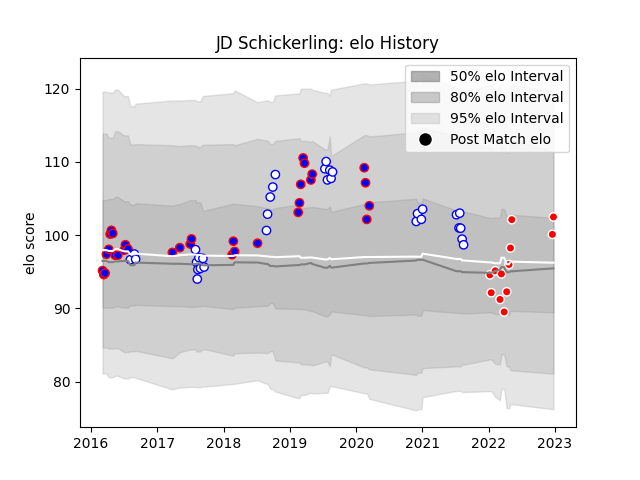 JD Schickerling: elo History
50% elo Interval
80% elo Interval
95% elo Interval
Post Match elo
elo score
120
110
100
90
80
2016 2017 2018 2019 2020 2021 2022 2023